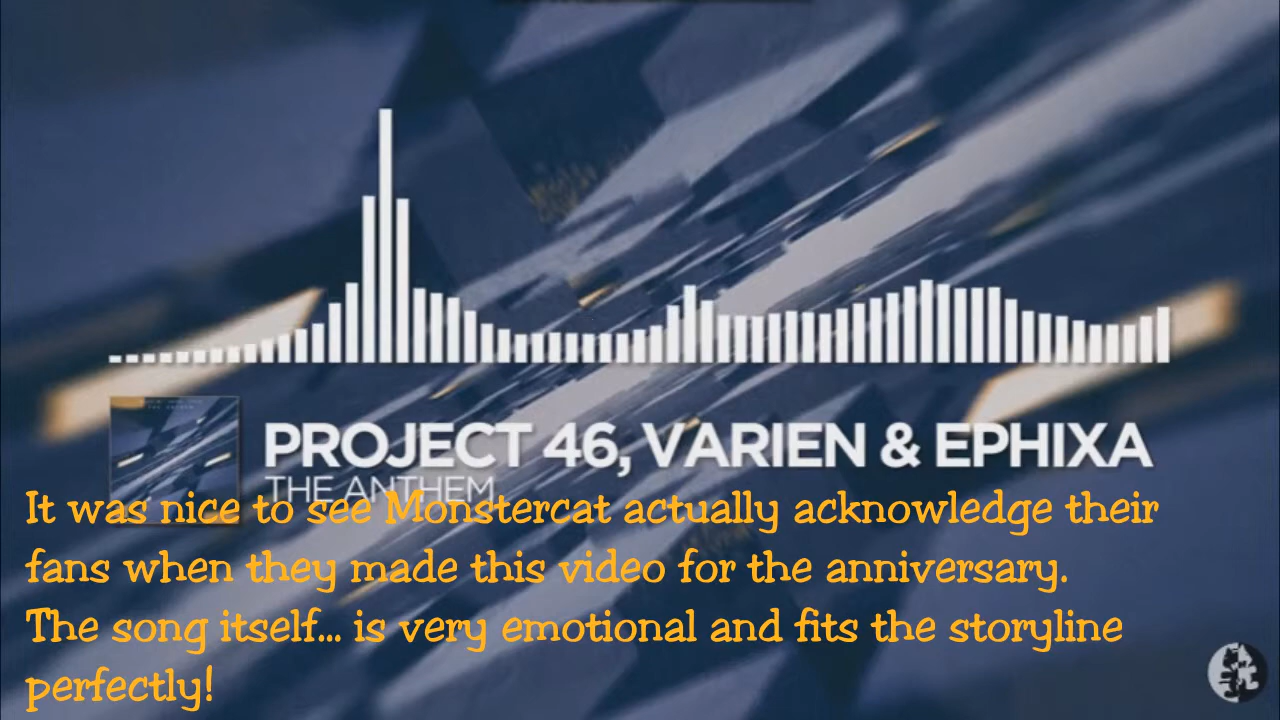 PROJECT 46, VARIEN & EPHIXA
THE ANTHEM
It was nice to see Monstercat actually acknowledge their
fans when they made this video for the anniversary.
The song itself... is very emotional and fits the storyline
perfectly!